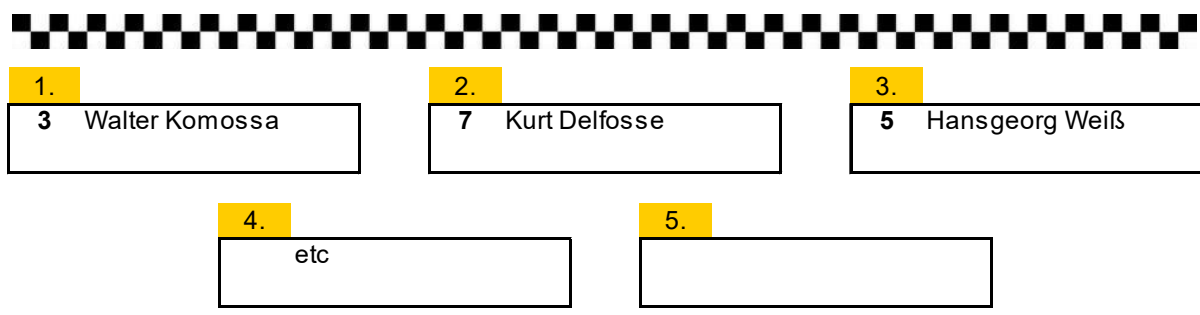 1. 2. 3.
3 Walter Komossa 7 Kurt Delfosse 5 Hansgeorg Weiß
4. 5.
etc